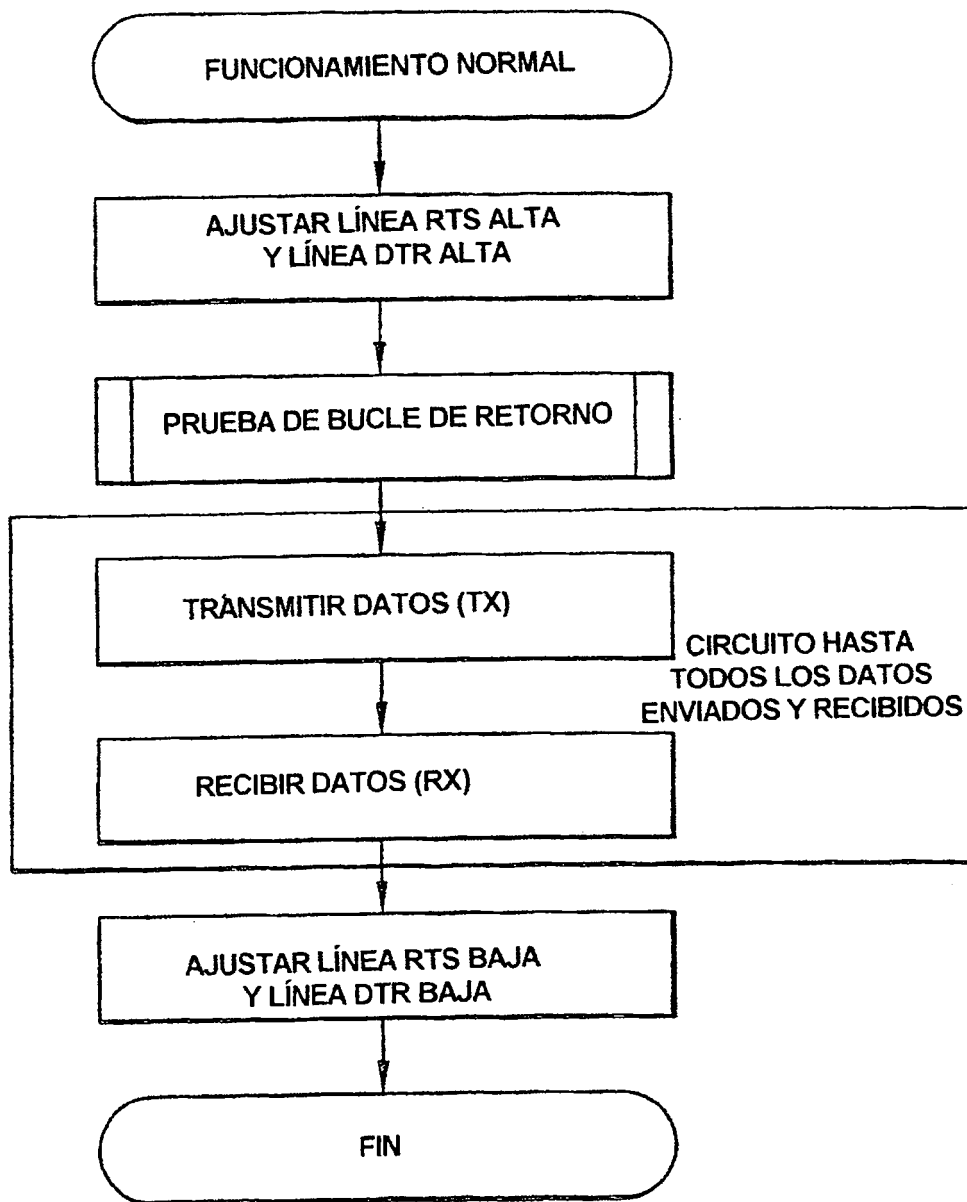 FUNCIONAMIENTO NORMAL
AJUSTAR LÍNEA RTS ALTA
Y LÍNEA DTR ALTA
PRUEBA DE BUCLE DE RETORNO
TRANSMITIR DATOS (TX)
CIRCUITO HASTA
TODOS LOS DATOS
ENVIADOS Y RECIBIDOS
RECIBIR DATOS (RX)
AJUSTAR LÍNEA RTS BAJA
Y LÍNEA DTR BAJA
FIN